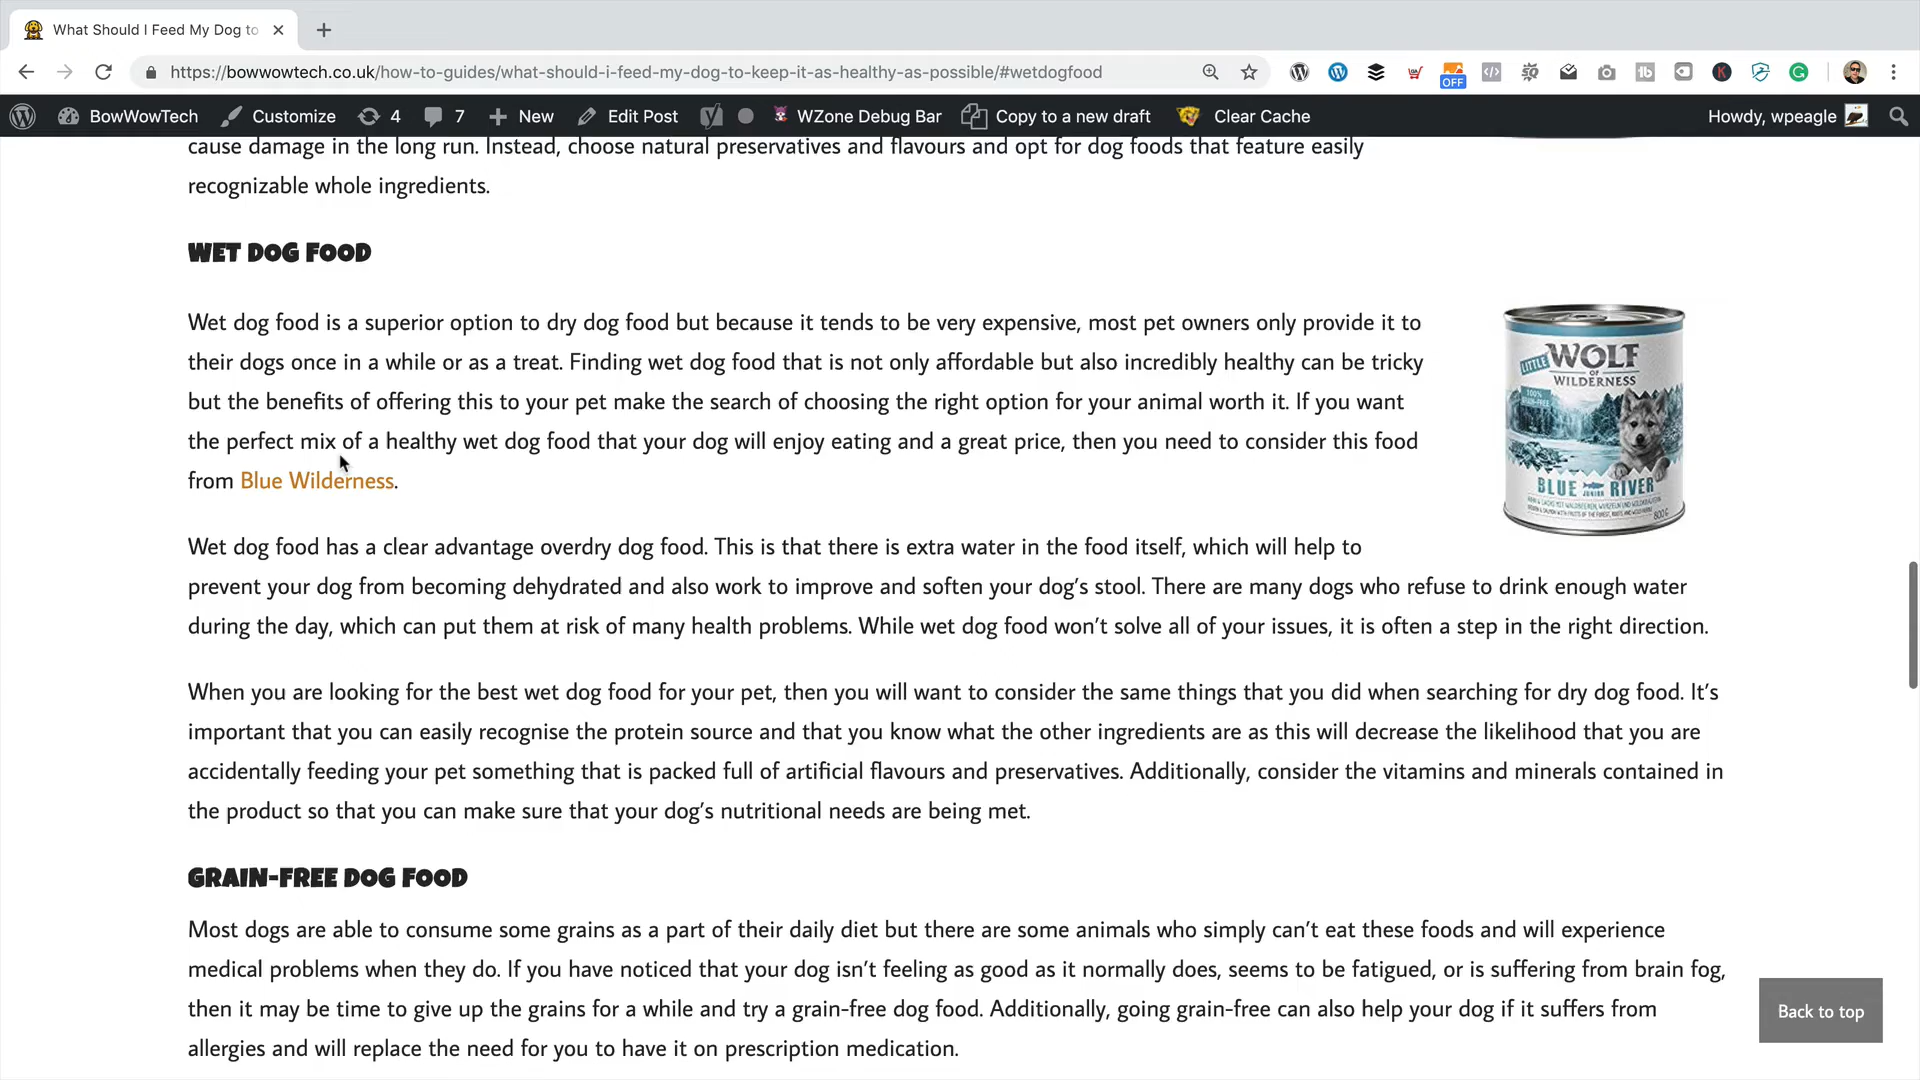 What Should I Feed My Dog to
https://bowwowtech.co.uk/how-to-guides/what-should-i-feed-my-dog-to-keep-it-as-healthy-as-possible/#wetdogfood
OFF
BowWowTech Customize 4 7 New Edit Post WZone Debug Bar Copy to a new draft Clear Cache Howdy, wpeagle
cause damage in the long run. Instead, choose natural preservatives and flavours and opt for dog foods that feature easily
recognizable whole ingredients.
WET DOG FOOD
Wet dog food is a superior option to dry dog food but because it tends to be very expensive, most pet owners only provide it to
their dogs once in a while or as a treat. Finding wet dog food that is not only affordable but also incredibly healthy can be tricky
but the benefits of offering this to your pet make the search of choosing the right option for your animal worth it. If you want
the perfect mix of a healthy wet dog food that your dog will enjoy eating and a great price, then you need to consider this food
from Blue Wilderness.
LITTLE
WOLF
OF
WILDERNESS
100%
GRAIN-FREE
BLUE JUNIOR RIVER
800 G
Wet dog food has a clear advantage overdry dog food. This is that there is extra water in the food itself, which will help to
prevent your dog from becoming dehydrated and also work to improve and soften your dog's stool. There are many dogs who refuse to drink enough water
during the day, which can put them at risk of many health problems. While wet dog food won't solve all of your issues, it is often a step in the right direction.
When you are looking for the best wet dog food for your pet, then you will want to consider the same things that you did when searching for dry dog food. It's
important that you can easily recognise the protein source and that you know what the other ingredients are as this will decrease the likelihood that you are
accidentally feeding your pet something that is packed full of artificial flavours and preservatives. Additionally, consider the vitamins and minerals contained in
the product so that you can make sure that your dog's nutritional needs are being met.
GRAIN-FREE DOG FOOD
Most dogs are able to consume some grains as a part of their daily diet but there are some animals who simply can't eat these foods and will experience
medical problems when they do. If you have noticed that your dog isn't feeling as good as it normally does, seems to be fatigued, or is suffering from brain fog,
then it may be time to give up the grains for a while and try a grain-free dog food. Additionally, going grain-free can also help your dog if it suffers from
allergies and will replace the need for you to have it on prescription medication.
Back to top